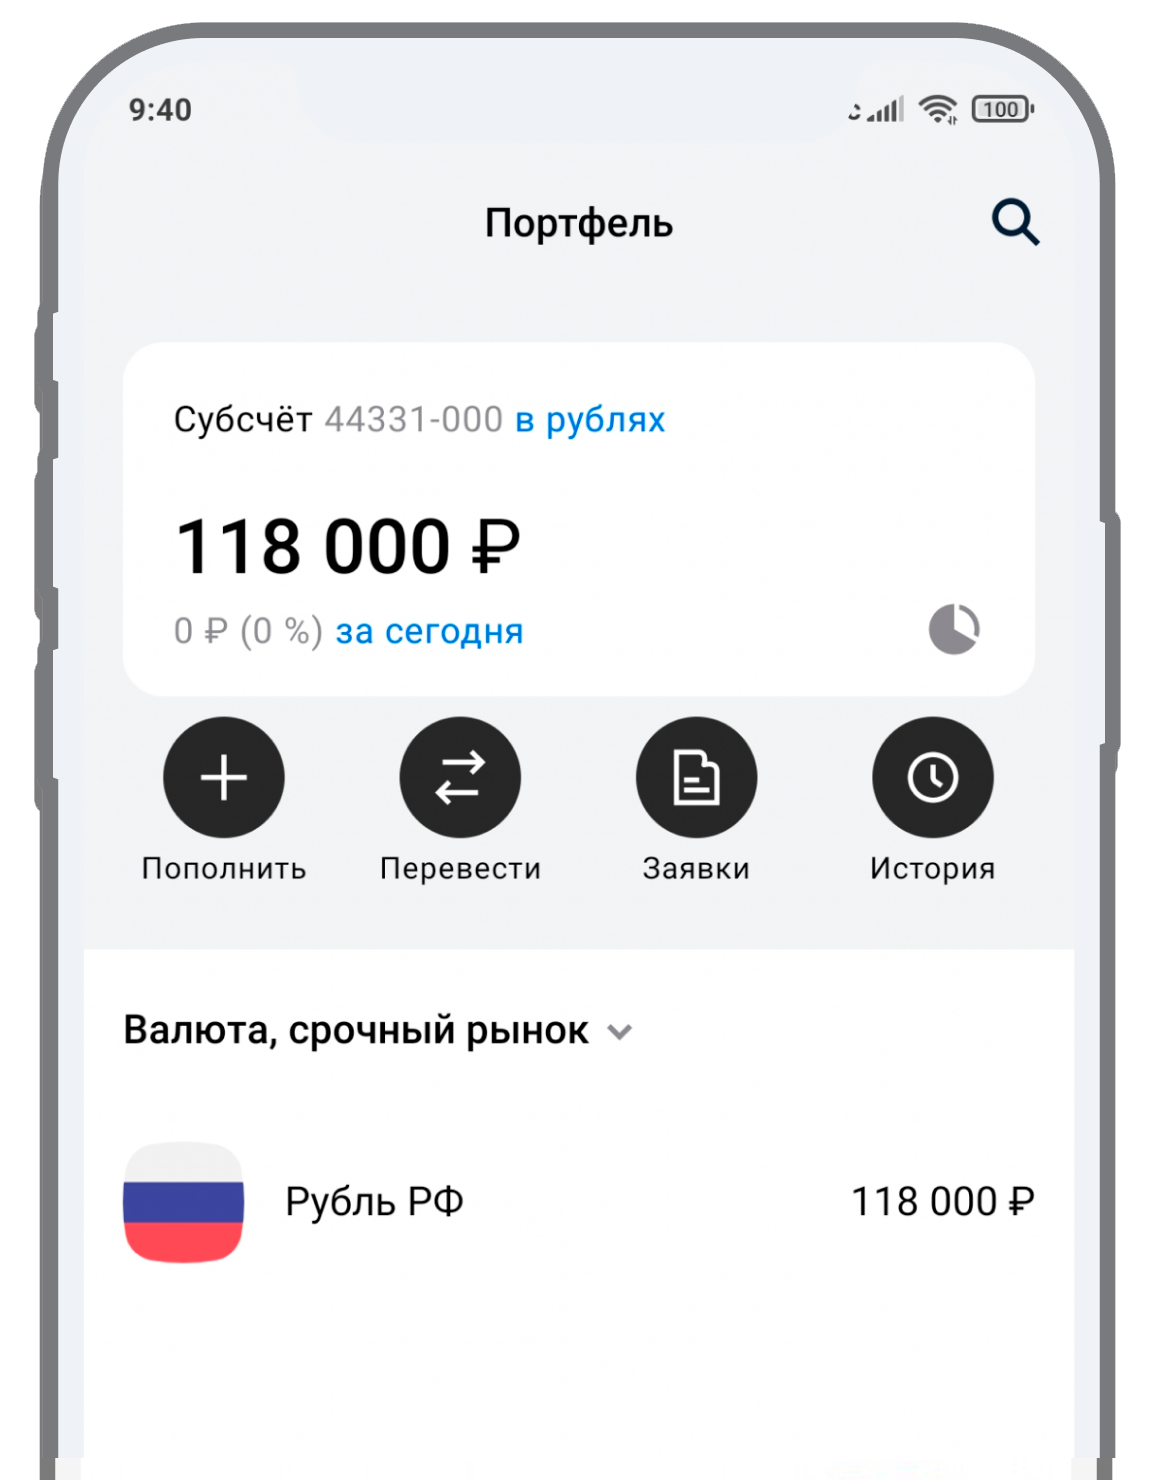 9:40
100
Портфель
Субсчёт 44331-000 в рублях
118 000 ₽
0 ₽ (0 %) за сегодня
Пополнить Перевести Заявки История
Валюта, срочный рынок
Рубль РФ 118 000 ₽